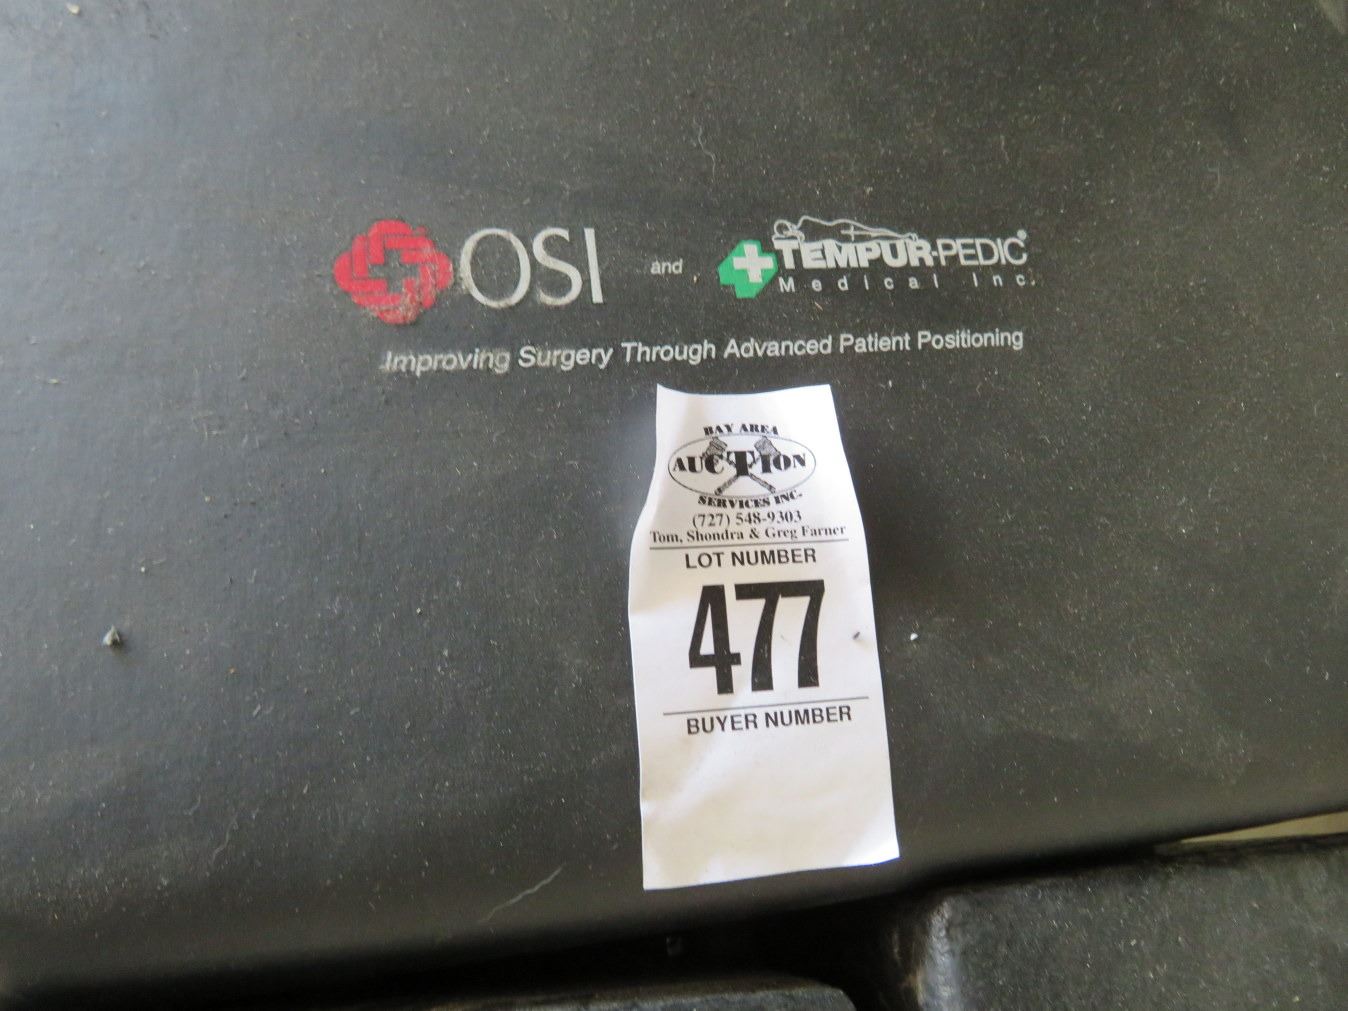 OSI and TEMPUR-PEDIC®
Medical Inc.
Improving Surgery Through Advanced Patient Positioning
BAY AREA
AUCTION
SERVICES INC.
(727) 548-9303
Tom, Shondra & Greg Farner
LOT NUMBER
477
BUYER NUMBER